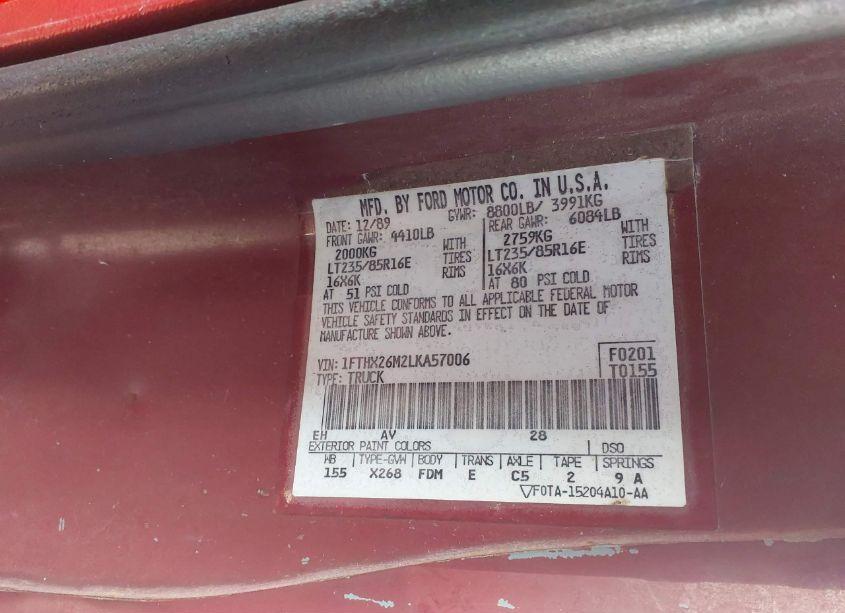 MFD. BY FORD MOTOR CO. IN U.S.A.
DATE: 12/89 GVWR: 8800LB/ 3991KG
FRONT GAWR: 4410LB REAR GAWR: 6084LB
2000KG WITH 2759KG WITH
LT235/85R16E TIRES LT235/85R16E TIRES
16X6K RIMS 16X6K RIMS
AT 51 PSI COLD AT 80 PSI COLD
THIS VEHICLE CONFORMS TO ALL APPLICABLE FEDERAL MOTOR
VEHICLE SAFETY STANDARDS IN EFFECT ON THE DATE OF
MANUFACTURE SHOWN ABOVE.
VIN: 1FTHX26M2LKA57006 F0201
TYPE: TRUCK T0155
EH AV 28
EXTERIOR PAINT COLORS DSO
WB TYPE-GVW BODY TRANS AXLE TAPE SPRINGS
155 X268 FDM E C5 2 9 A
▽F0TA-15204A10-AA